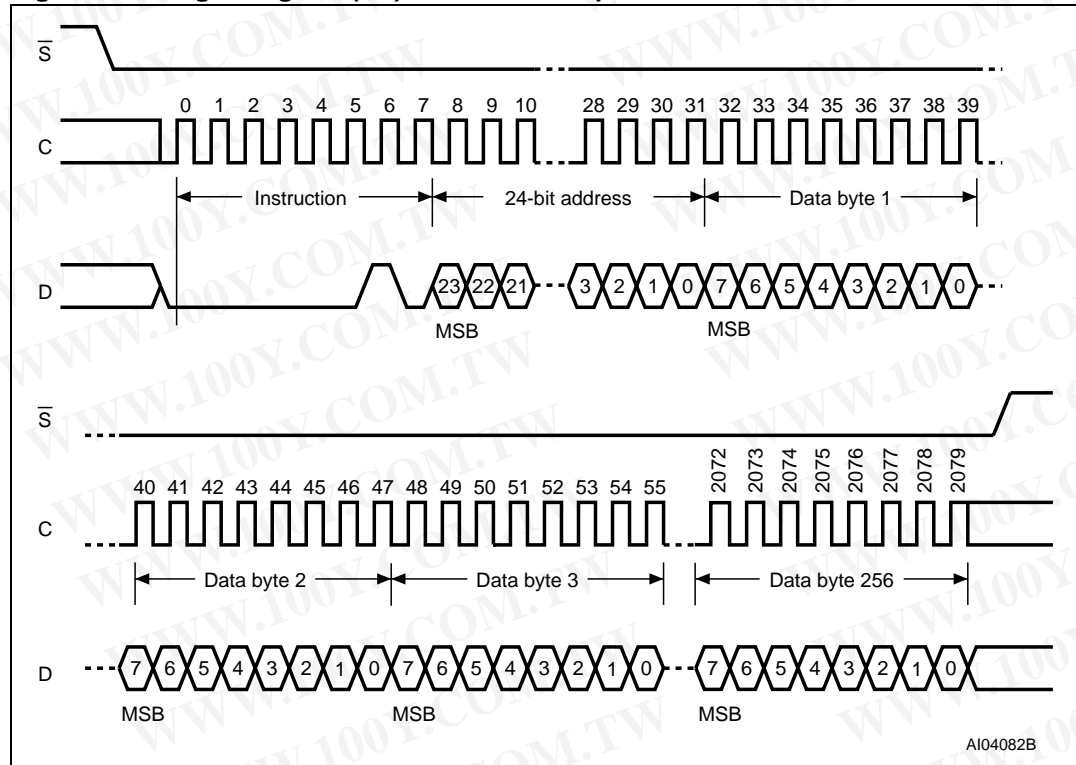 S
0 1 2 3 4 5 6 7 8 9 10 28 29 30 31 32 33 34 35 36 37 38 39
C
Instruction 24-bit address Data byte 1
D 23 22 21 3 2 1 0 7 6 5 4 3 2 1 0
MSB MSB
S
40 41 42 43 44 45 46 47 48 49 50 51 52 53 54 55 2072 2073 2074 2075 2076 2077 2078 2079
C
Data byte 2 Data byte 3 Data byte 256
D 7 6 5 4 3 2 1 0 7 6 5 4 3 2 1 0 7 6 5 4 3 2 1 0
MSB MSB MSB
AI04082B
WWW.100Y.COM.TW